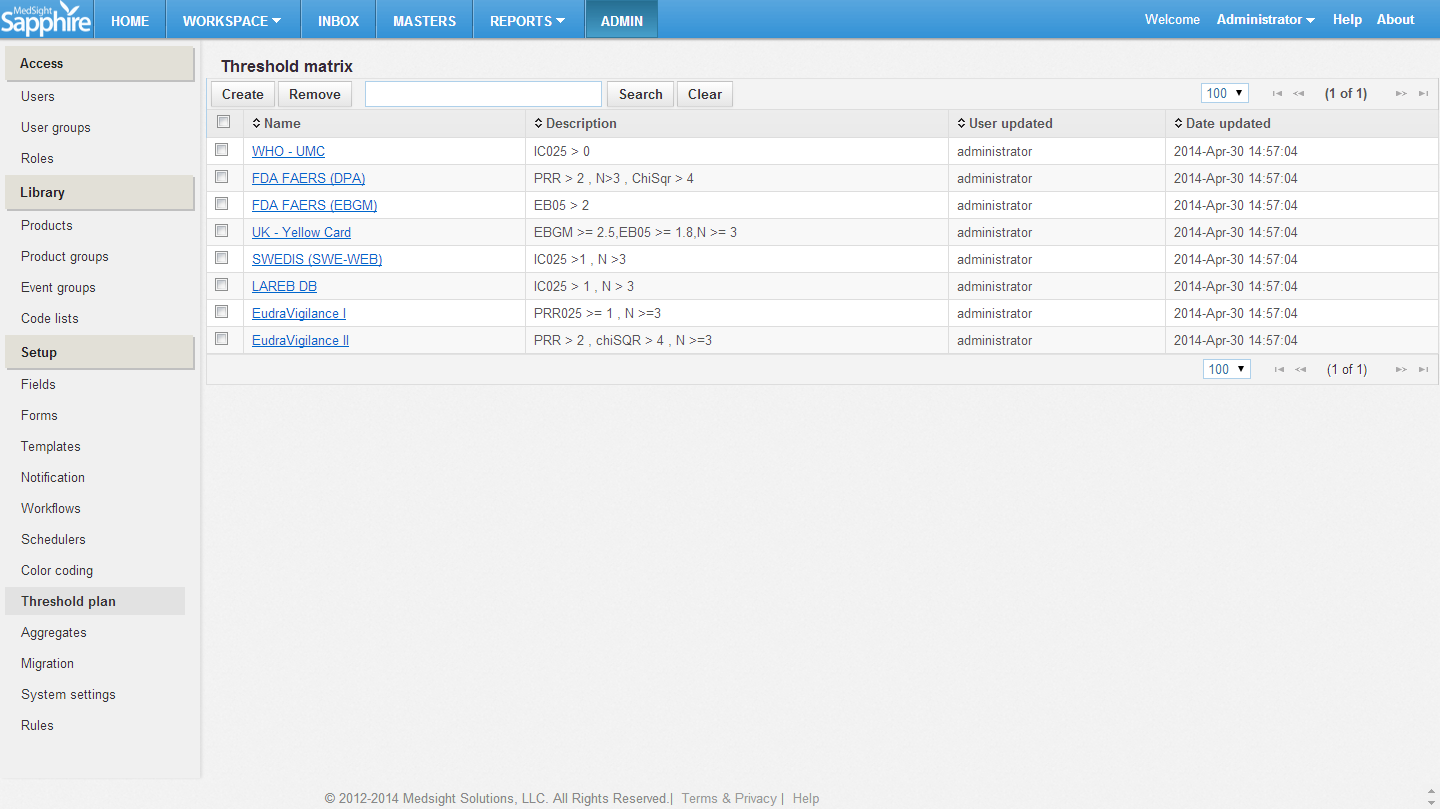 MedSight
Sapphire
HOME WORKSPACE INBOX MASTERS REPORTS ADMIN Welcome Administrator Help About
Access
Users
User groups
Roles
Library
Products
Product groups
Event groups
Code lists
Setup
Fields
Forms
Templates
Notification
Workflows
Schedulers
Color coding
Threshold plan
Aggregates
Migration
System settings
Rules
Threshold matrix
Create Remove Search Clear 100 (1 of 1)
Name Description User updated Date updated
WHO - UMC IC025 > 0 administrator 2014-Apr-30 14:57:04
FDA FAERS (DPA) PRR > 2 , N>3 , ChiSqr > 4 administrator 2014-Apr-30 14:57:04
FDA FAERS (EBGM) EB05 > 2 administrator 2014-Apr-30 14:57:04
UK - Yellow Card EBGM >= 2.5,EB05 >= 1.8,N >= 3 administrator 2014-Apr-30 14:57:04
SWEDIS (SWE-WEB) IC025 >1 , N >3 administrator 2014-Apr-30 14:57:04
LAREB DB IC025 > 1 , N > 3 administrator 2014-Apr-30 14:57:04
EudraVigilance I PRR025 >= 1 , N >=3 administrator 2014-Apr-30 14:57:04
EudraVigilance II PRR > 2 , chiSQR > 4 , N >=3 administrator 2014-Apr-30 14:57:04
100 (1 of 1)
© 2012-2014 Medsight Solutions, LLC. All Rights Reserved.| Terms & Privacy | Help